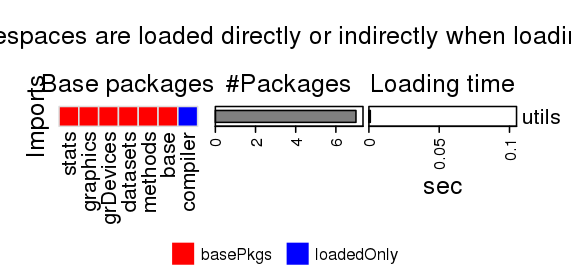 espaces are loaded directly or indirectly when loadi
Base packages #Packages Loading time
Imports
utils
stats
graphics
grDevices
datasets
methods
base
compiler
0 2 4 6
0 0.05 0.1
sec
basePkgs loadedOnly